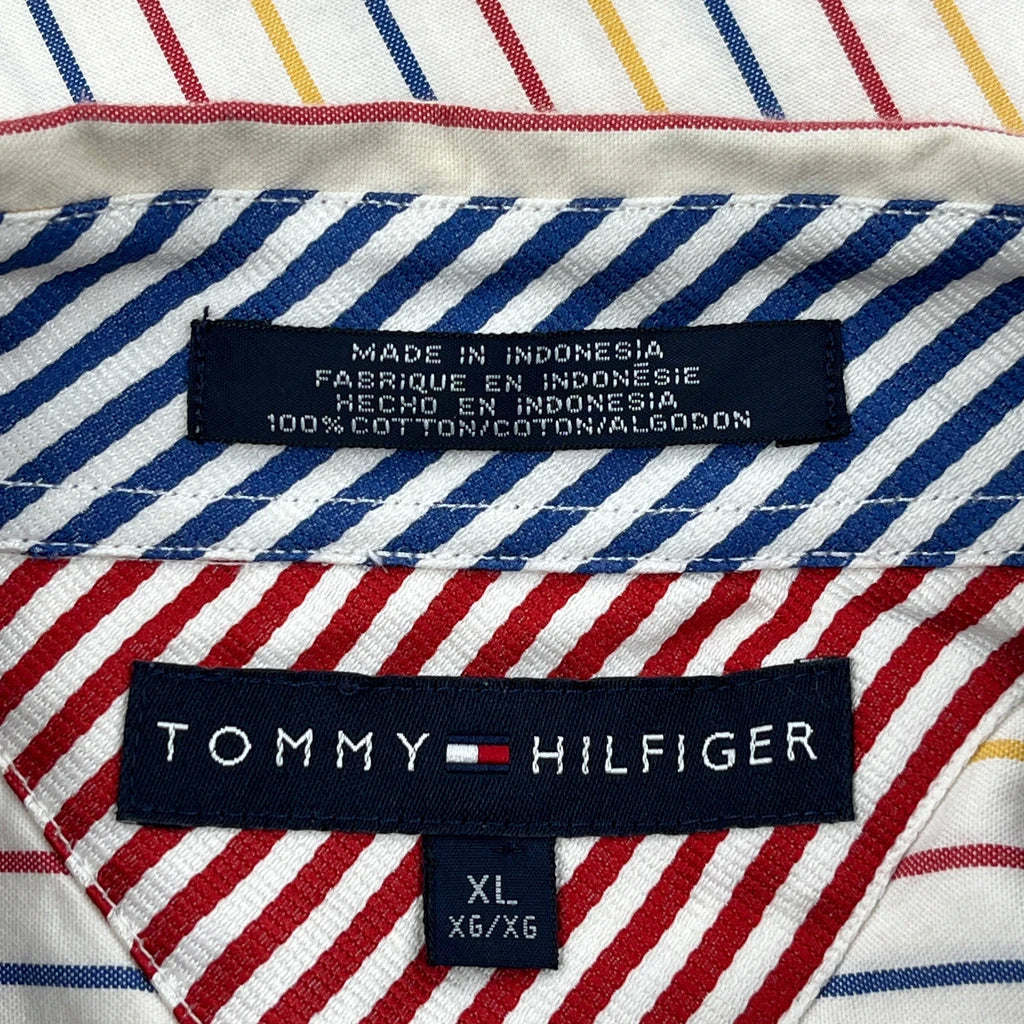 MADE IN INDONESIA
FABRIQUE EN INDONÉSIE
HECHO EN INDONESIA
100% COTTON/COTON/ALGODON
TOMMY HILFIGER
XL
XG/XG